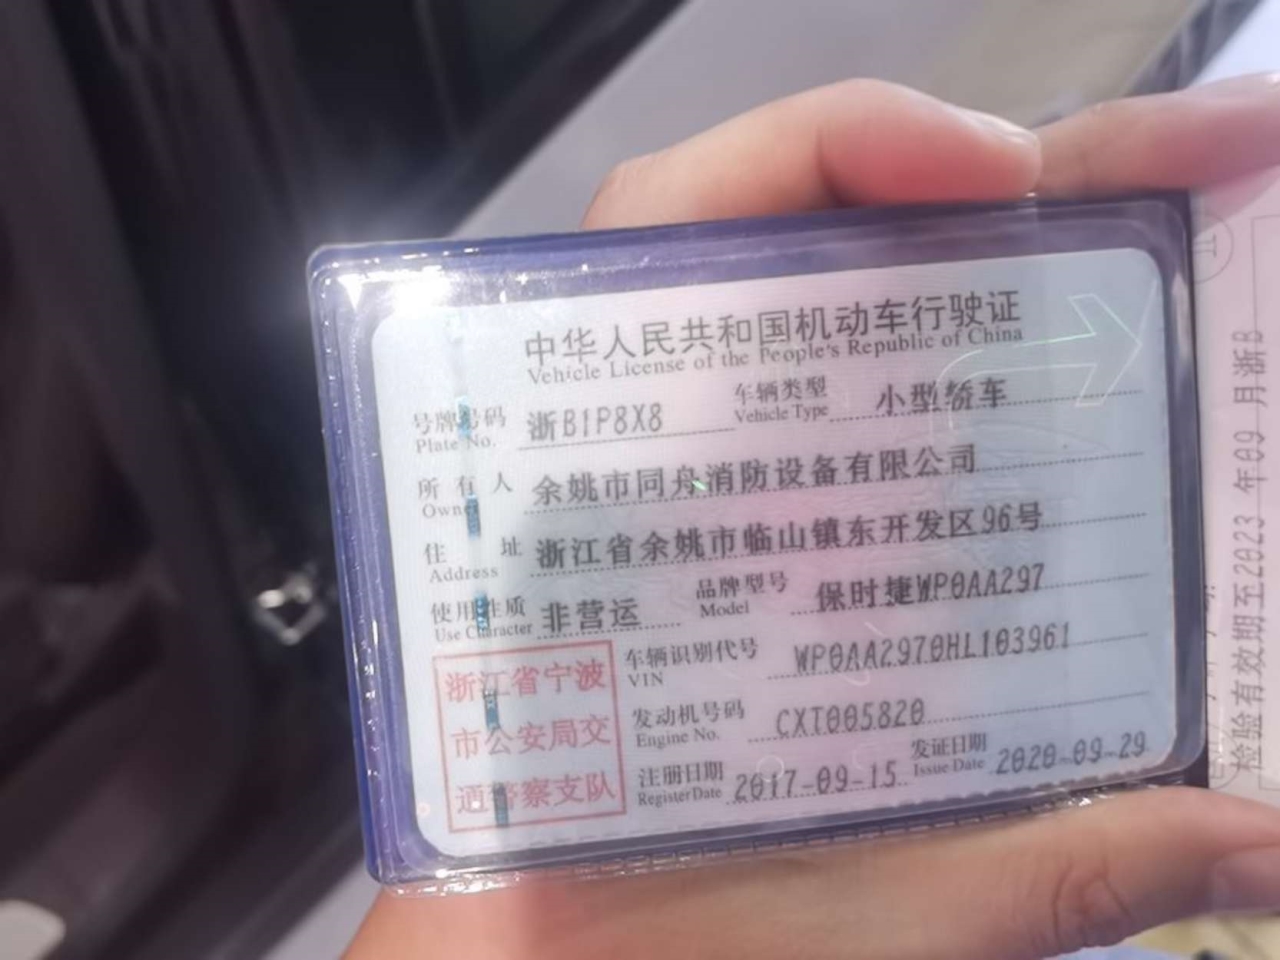 中华人民共和国机动车行驶证
Vehicle License of the People's Republic of China
号牌号码 浙B1P8X8 车辆类型 小型轿车
Plate No. Vehicle Type
所有人 余姚市同舟消防设备有限公司
Owner
住址 浙江省余姚市临山镇东开发区96号
Address
使用性质 非营运 品牌型号 保时捷WP0AA297
Use Character Model
浙江省宁波
市公安局交
通警察支队
车辆识别代号 WP0AA2970HL103961
VIN
发动机号码 CXT005820
Engine No.
注册日期 2017-09-15 发证日期 2020-09-29
Register Date Issue Date
检验有效期至2023年09月浙B